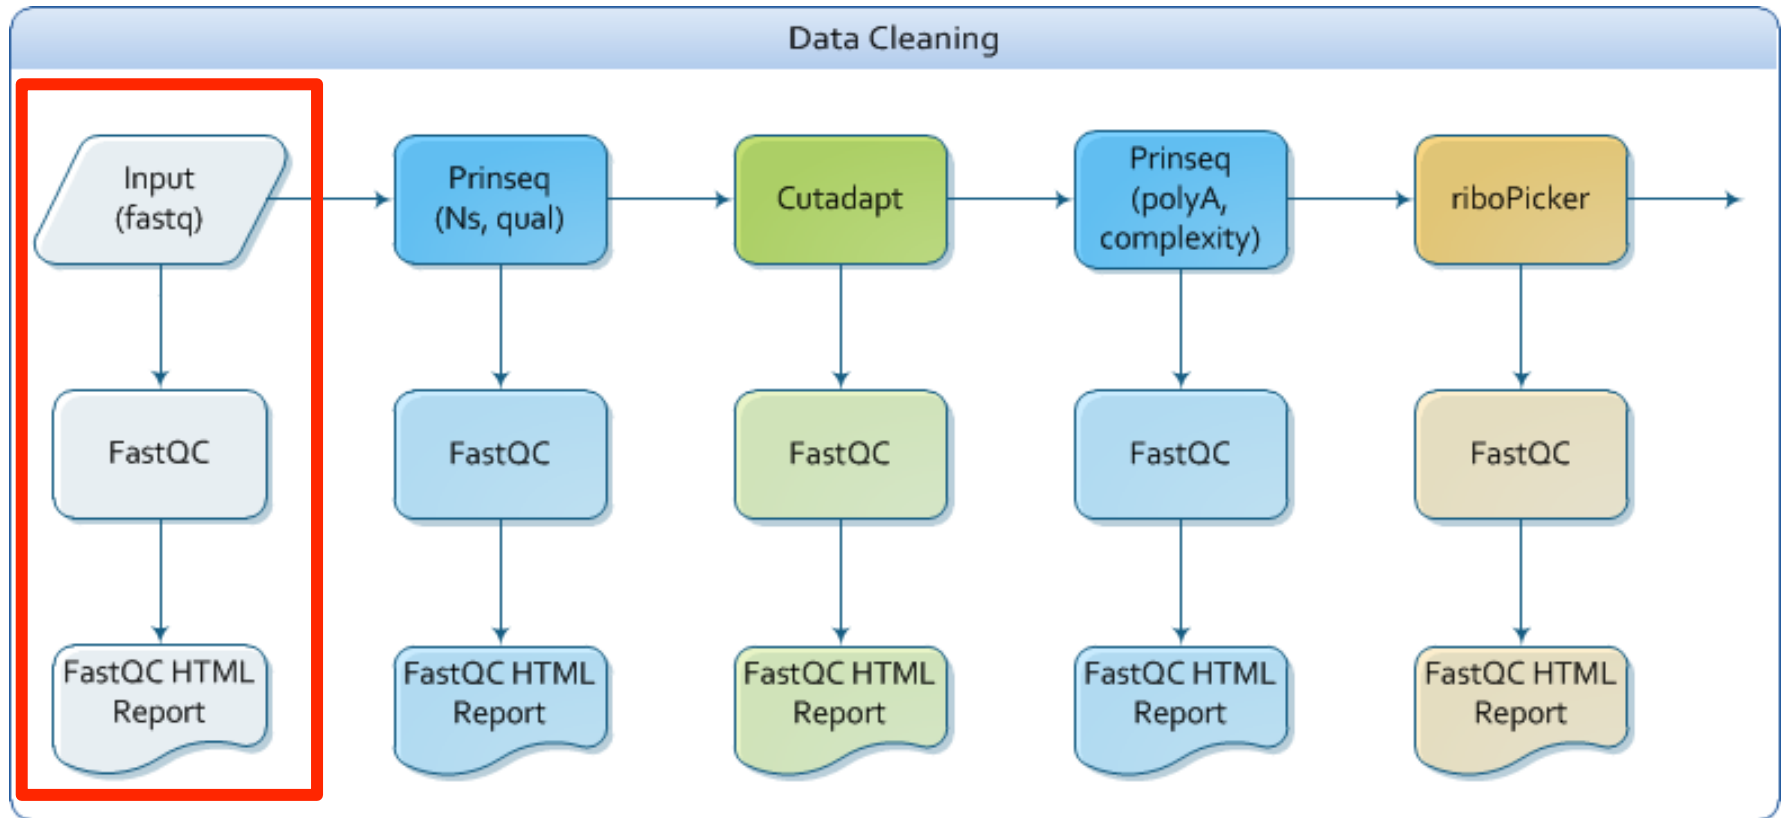 Data Cleaning
Input
(fastq)
Prinseq
(Ns, qual)
Cutadapt
Prinseq
(polyA,
complexity)
riboPicker
FastQC
FastQC
FastQC
FastQC
FastQC
FastQC HTML
Report
FastQC HTML
Report
FastQC HTML
Report
FastQC HTML
Report
FastQC HTML
Report